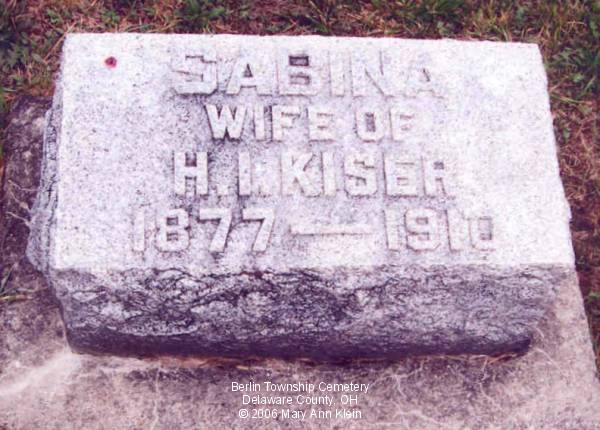 SABINA
WIFE OF
H. I. KISER
1877 — 1910
Berlin Township Cemetery
Delaware County, OH
© 2006 Mary Ann Klein